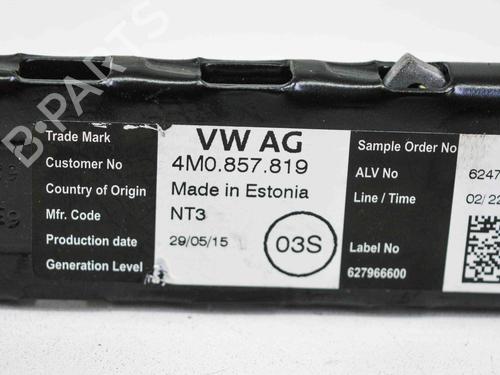 B-PARTS
Trade Mark VW AG Sample Order No
Customer No 4M0.857.819 ALV No 6247
Country of Origin Made in Estonia Line / Time 02/22
Mfr. Code NT3
Production date 29/05/15 03S Label No
Generation Level 627966600